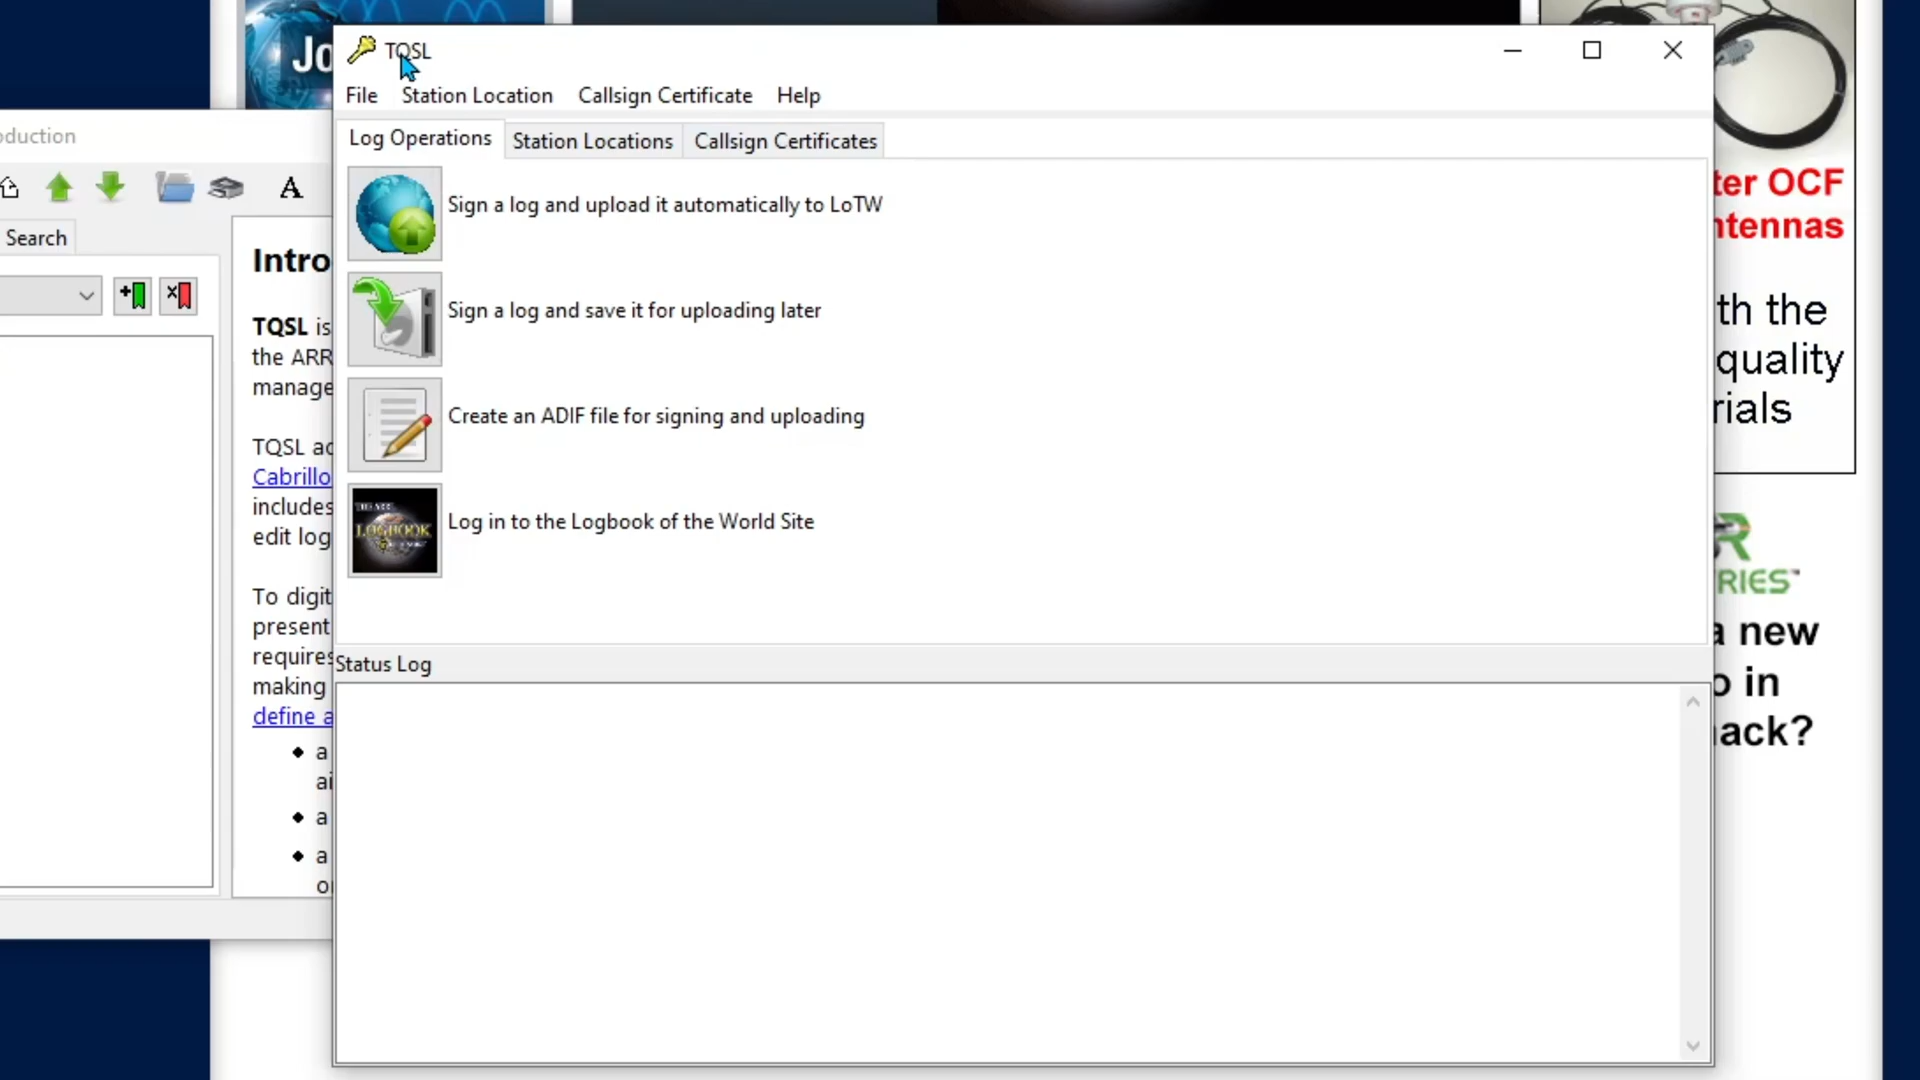 Jo
TQSL
File Station Location Callsign Certificate Help
Log Operations Station Locations Callsign Certificates
Sign a log and upload it automatically to LoTW
Sign a log and save it for uploading later
Create an ADIF file for signing and uploading
LOGBOOK
Log in to the Logbook of the World Site
Status Log
oduction
A
Search
Intro
TQSL is
the ARR
manage
TQSL ac
Cabrillo
includes
edit log
To digit
present
requires
making
define a
a
ai
a
a
ter OCF
ntennas
th the
quality
rials
R
RIES
a new
o in
ack?